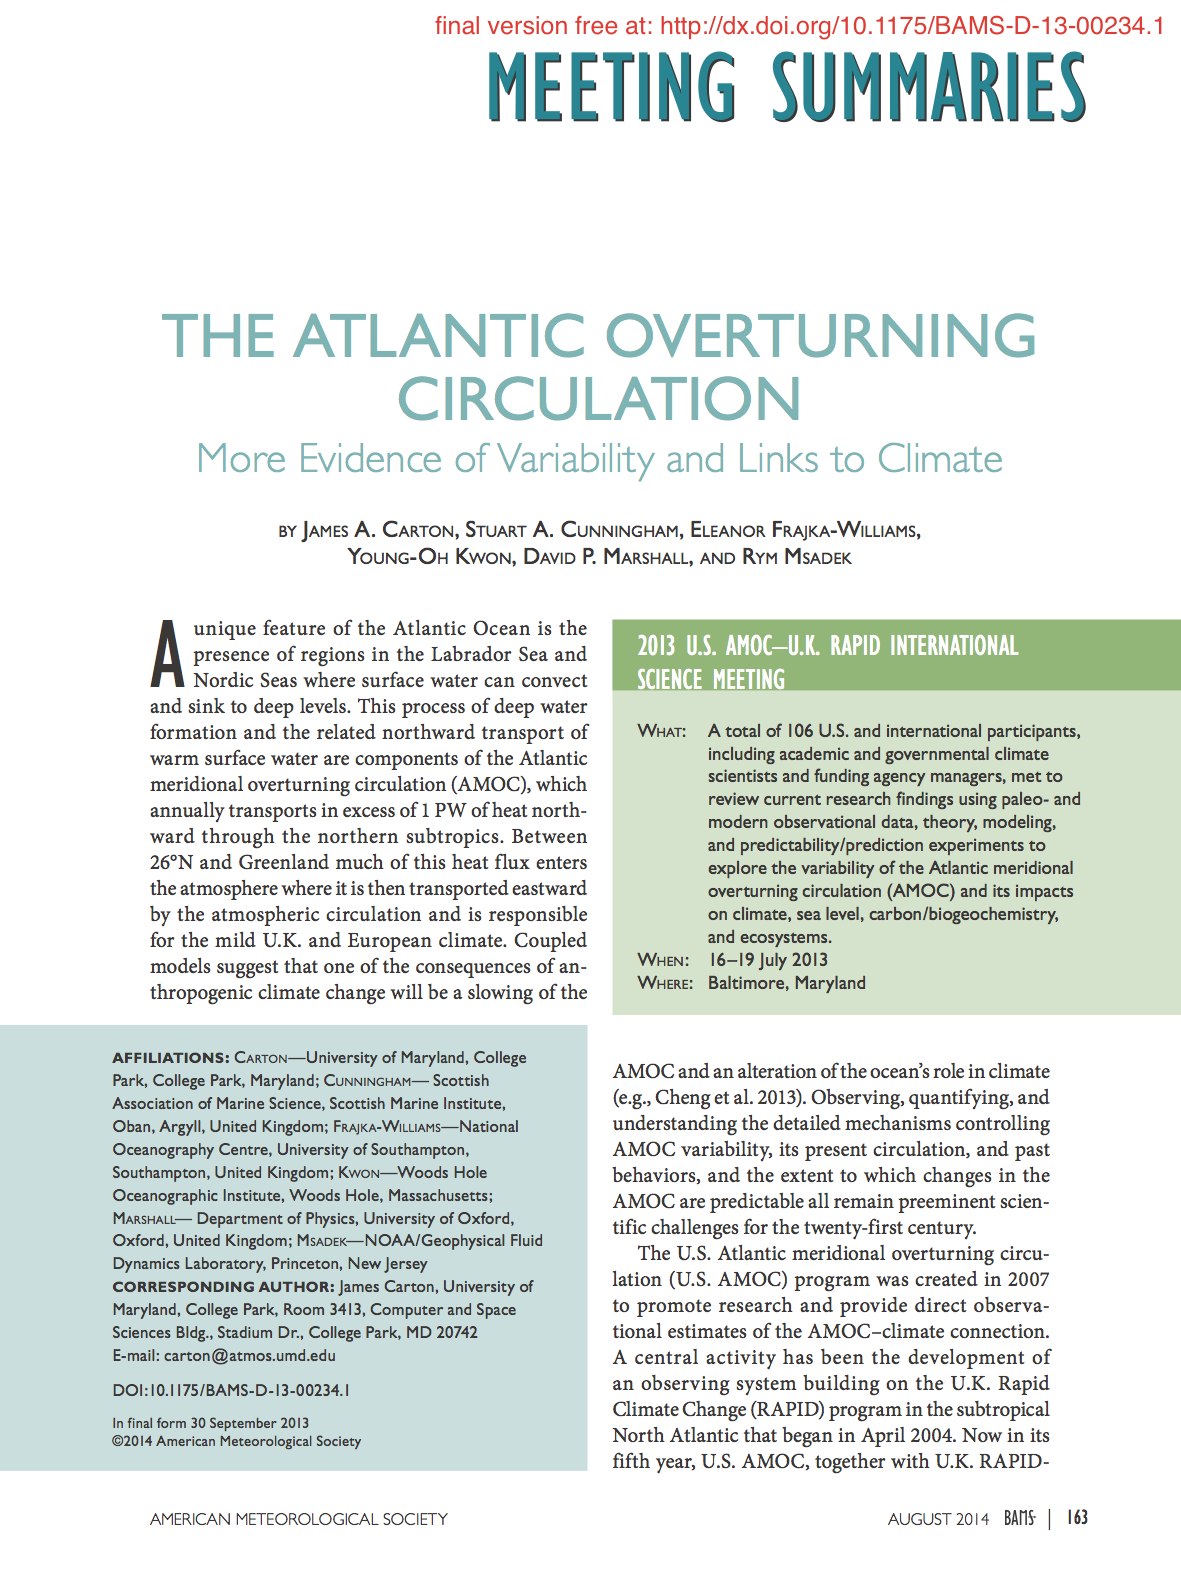 final version free at: http://dx.doi.org/10.1175/BAMS-D-13-00234.1
MEETING SUMMARIES
THE ATLANTIC OVERTURNING
CIRCULATION
More Evidence of Variability and Links to Climate
BY JAMES A. CARTON, STUART A. CUNNINGHAM, ELEANOR FRAJKA-WILLIAMS,
YOUNG-OH KWON, DAVID P. MARSHALL, AND RYM MSADEK
A unique feature of the Atlantic Ocean is the
presence of regions in the Labrador Sea and
Nordic Seas where surface water can convect
and sink to deep levels. This process of deep water
formation and the related northward transport of
warm surface water are components of the Atlantic
meridional overturning circulation (AMOC), which
annually transports in excess of 1 PW of heat north-
ward through the northern subtropics. Between
26°N and Greenland much of this heat flux enters
the atmosphere where it is then transported eastward
by the atmospheric circulation and is responsible
for the mild U.K. and European climate. Coupled
models suggest that one of the consequences of an-
thropogenic climate change will be a slowing of the
2013 U.S. AMOC—U.K. RAPID INTERNATIONAL
SCIENCE MEETING
WHAT: A total of 106 U.S. and international participants,
including academic and governmental climate
scientists and funding agency managers, met to
review current research findings using paleo- and
modern observational data, theory, modeling,
and predictability/prediction experiments to
explore the variability of the Atlantic meridional
overturning circulation (AMOC) and its impacts
on climate, sea level, carbon/biogeochemistry,
and ecosystems.
WHEN: 16–19 July 2013
WHERE: Baltimore, Maryland
AFFILIATIONS: CARTON—University of Maryland, College
Park, College Park, Maryland; CUNNINGHAM— Scottish
Association of Marine Science, Scottish Marine Institute,
Oban, Argyll, United Kingdom; FRAJKA-WILLIAMS—National
Oceanography Centre, University of Southampton,
Southampton, United Kingdom; KWON—Woods Hole
Oceanographic Institute, Woods Hole, Massachusetts;
MARSHALL— Department of Physics, University of Oxford,
Oxford, United Kingdom; MSADEK—NOAA/Geophysical Fluid
Dynamics Laboratory, Princeton, New Jersey
CORRESPONDING AUTHOR: James Carton, University of
Maryland, College Park, Room 3413, Computer and Space
Sciences Bldg., Stadium Dr., College Park, MD 20742
E-mail: carton@atmos.umd.edu
DOI:10.1175/BAMS-D-13-00234.1
In final form 30 September 2013
©2014 American Meteorological Society
AMOC and an alteration of the ocean's role in climate
(e.g., Cheng et al. 2013). Observing, quantifying, and
understanding the detailed mechanisms controlling
AMOC variability, its present circulation, and past
behaviors, and the extent to which changes in the
AMOC are predictable all remain preeminent scien-
tific challenges for the twenty-first century.
The U.S. Atlantic meridional overturning circu-
lation (U.S. AMOC) program was created in 2007
to promote research and provide direct observa-
tional estimates of the AMOC–climate connection.
A central activity has been the development of
an observing system building on the U.K. Rapid
Climate Change (RAPID) program in the subtropical
North Atlantic that began in April 2004. Now in its
fifth year, U.S. AMOC, together with U.K. RAPID-
AMERICAN METEOROLOGICAL SOCIETY
AUGUST 2014 BAMS | 163